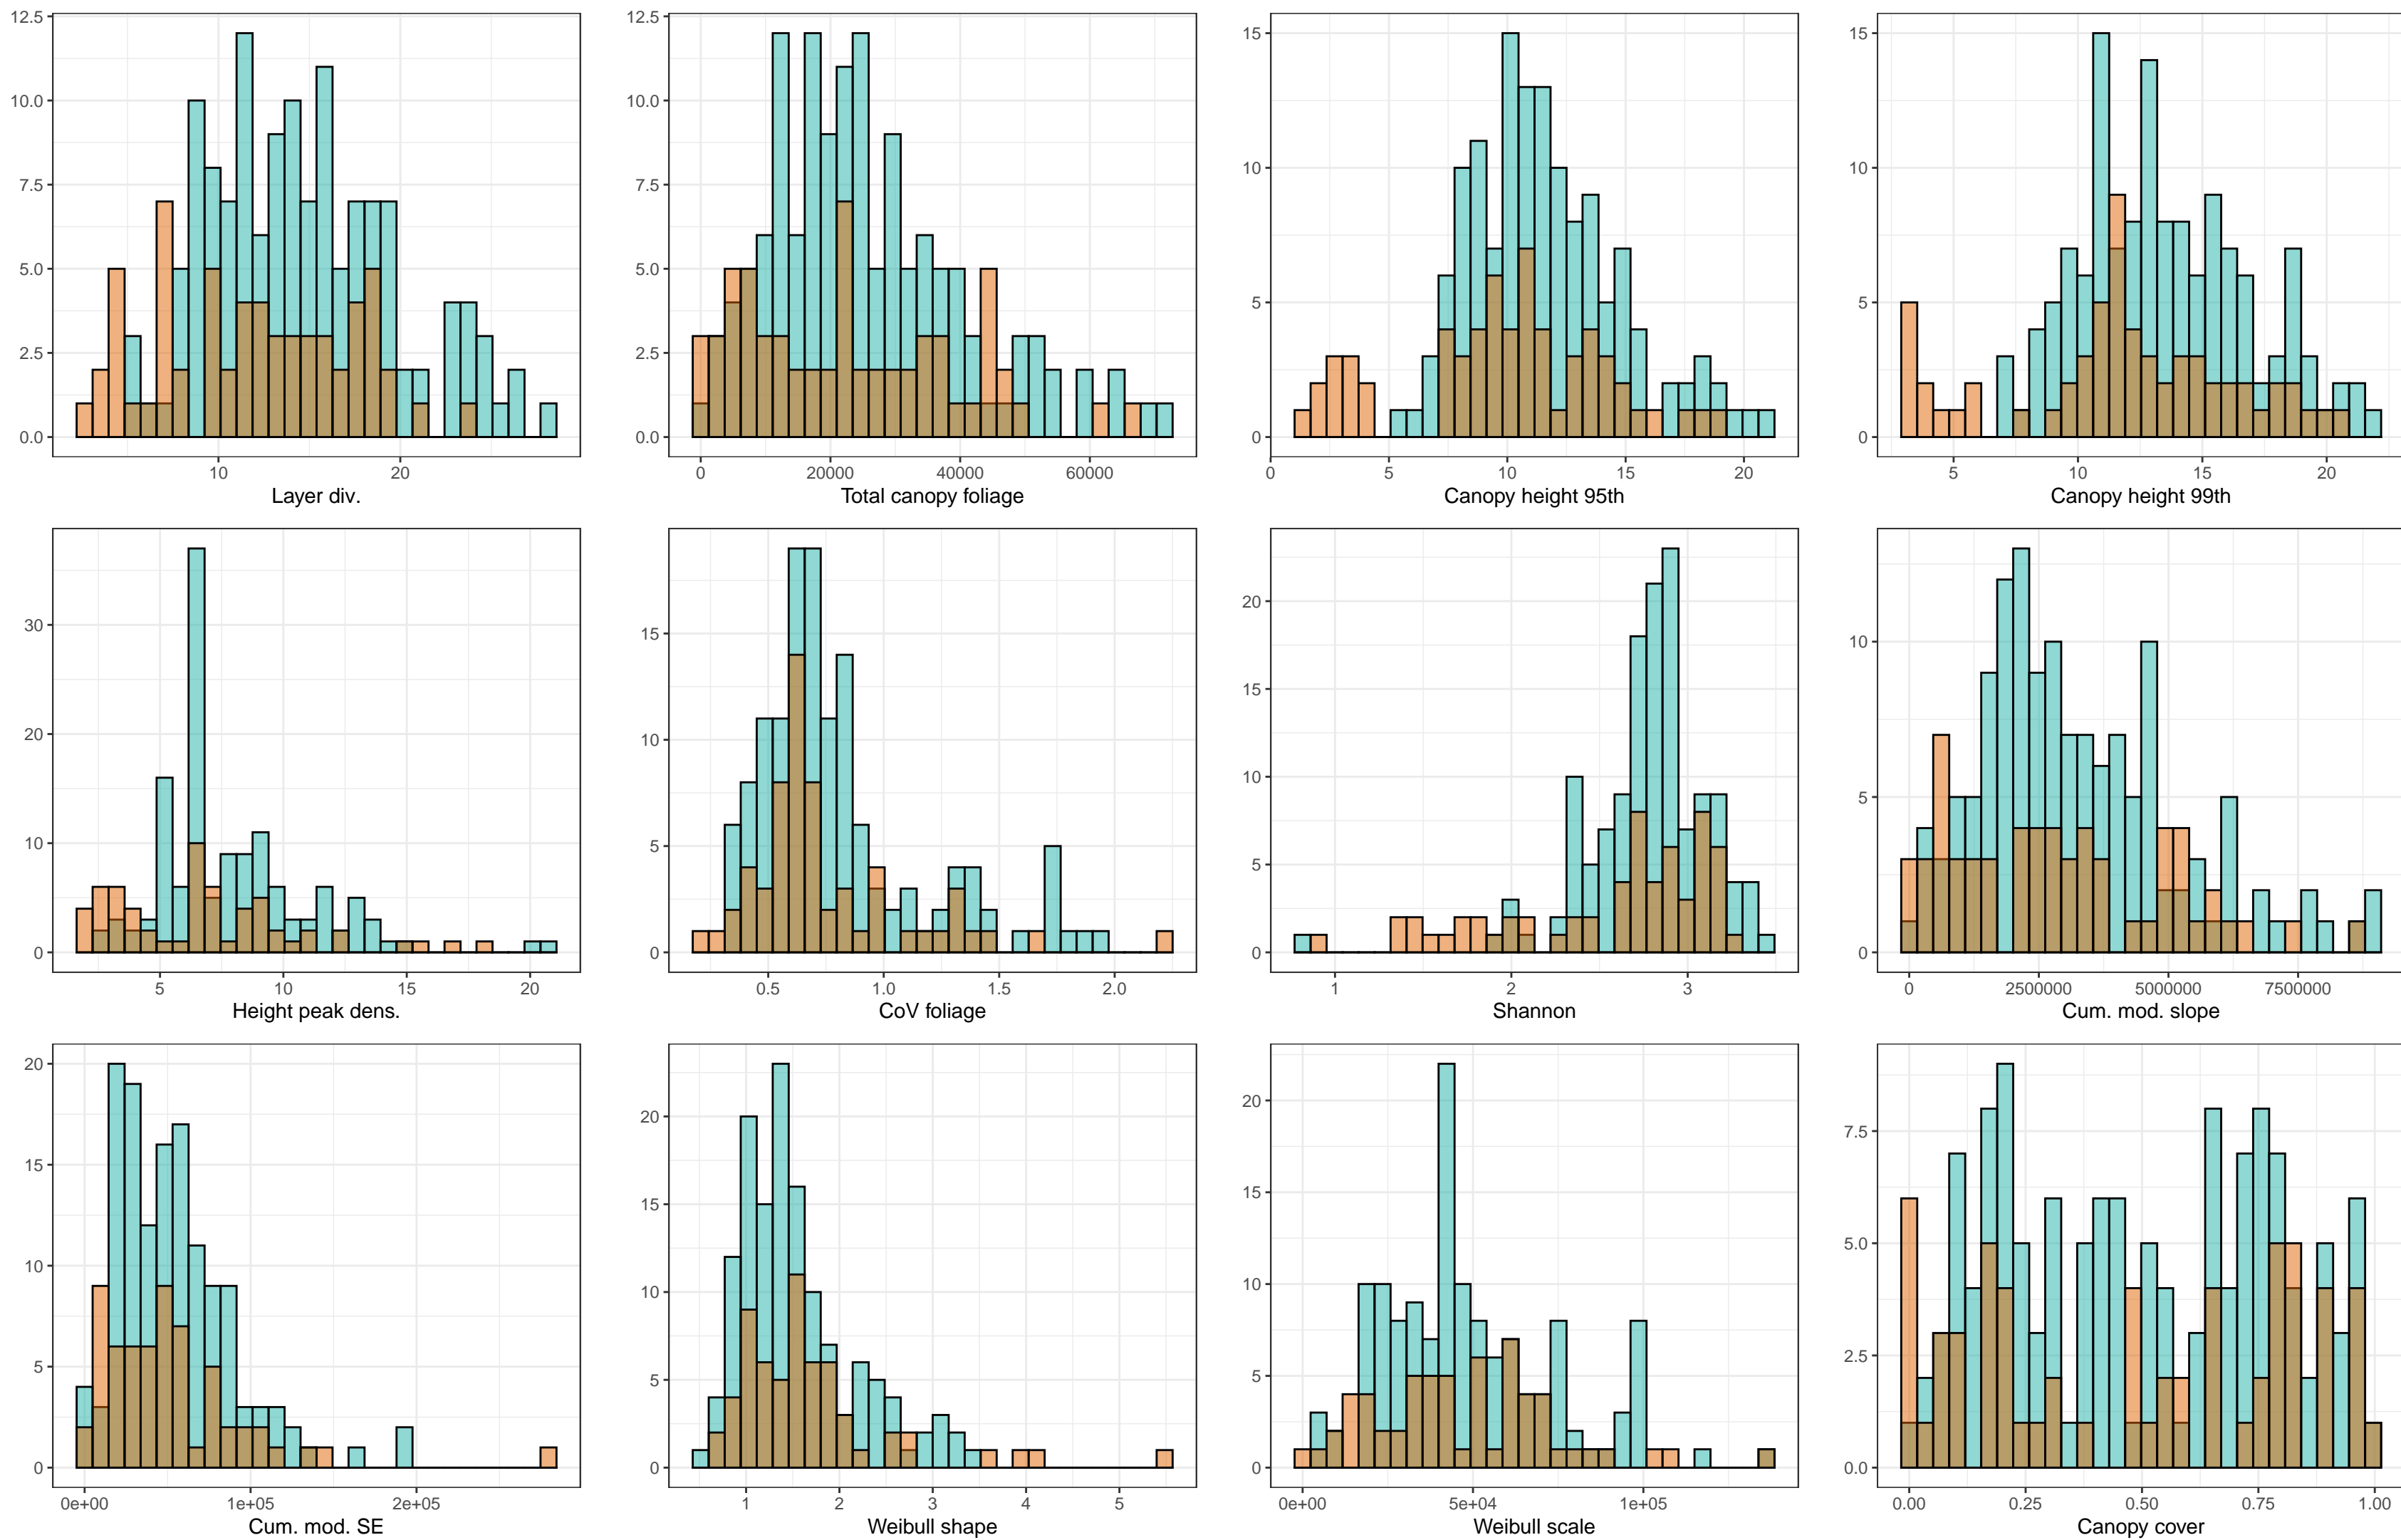 12.5
10.0
7.5
5.0
2.5
0.0
10 20
Layer div.
12.5
10.0
7.5
5.0
2.5
0.0
0 20000 40000 60000
Total canopy foliage
15
10
5
0
0 5 10 15 20
Canopy height 95th
15
10
5
0
5 10 15 20
Canopy height 99th
30
20
10
0
5 10 15 20
Height peak dens.
15
10
5
0
0.5 1.0 1.5 2.0
CoV foliage
20
15
10
5
0
1 2 3
Shannon
10
5
0
0 2500000 5000000 7500000
Cum. mod. slope
20
15
10
5
0
0e+00 1e+05 2e+05
Cum. mod. SE
20
15
10
5
0
1 2 3 4 5
Weibull shape
20
15
10
5
0
0e+00 5e+04 1e+05
Weibull scale
7.5
5.0
2.5
0.0
0.00 0.25 0.50 0.75 1.00
Canopy cover